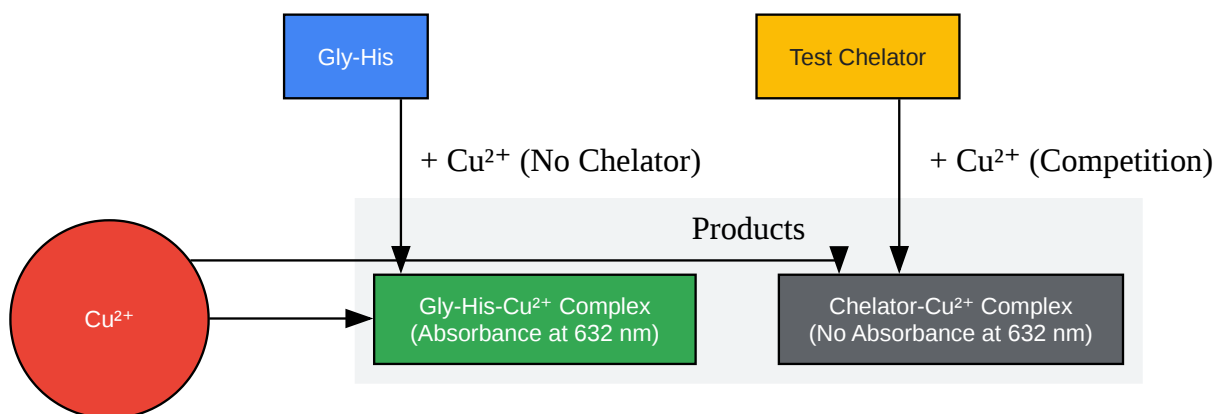 Gly-His
Test Chelator
+ Cu²⁺ (No Chelator)
+ Cu²⁺ (Competition)
Products
Cu²⁺
Gly-His-Cu²⁺ Complex
(Absorbance at 632 nm)
Chelator-Cu²⁺ Complex
(No Absorbance at 632 nm)